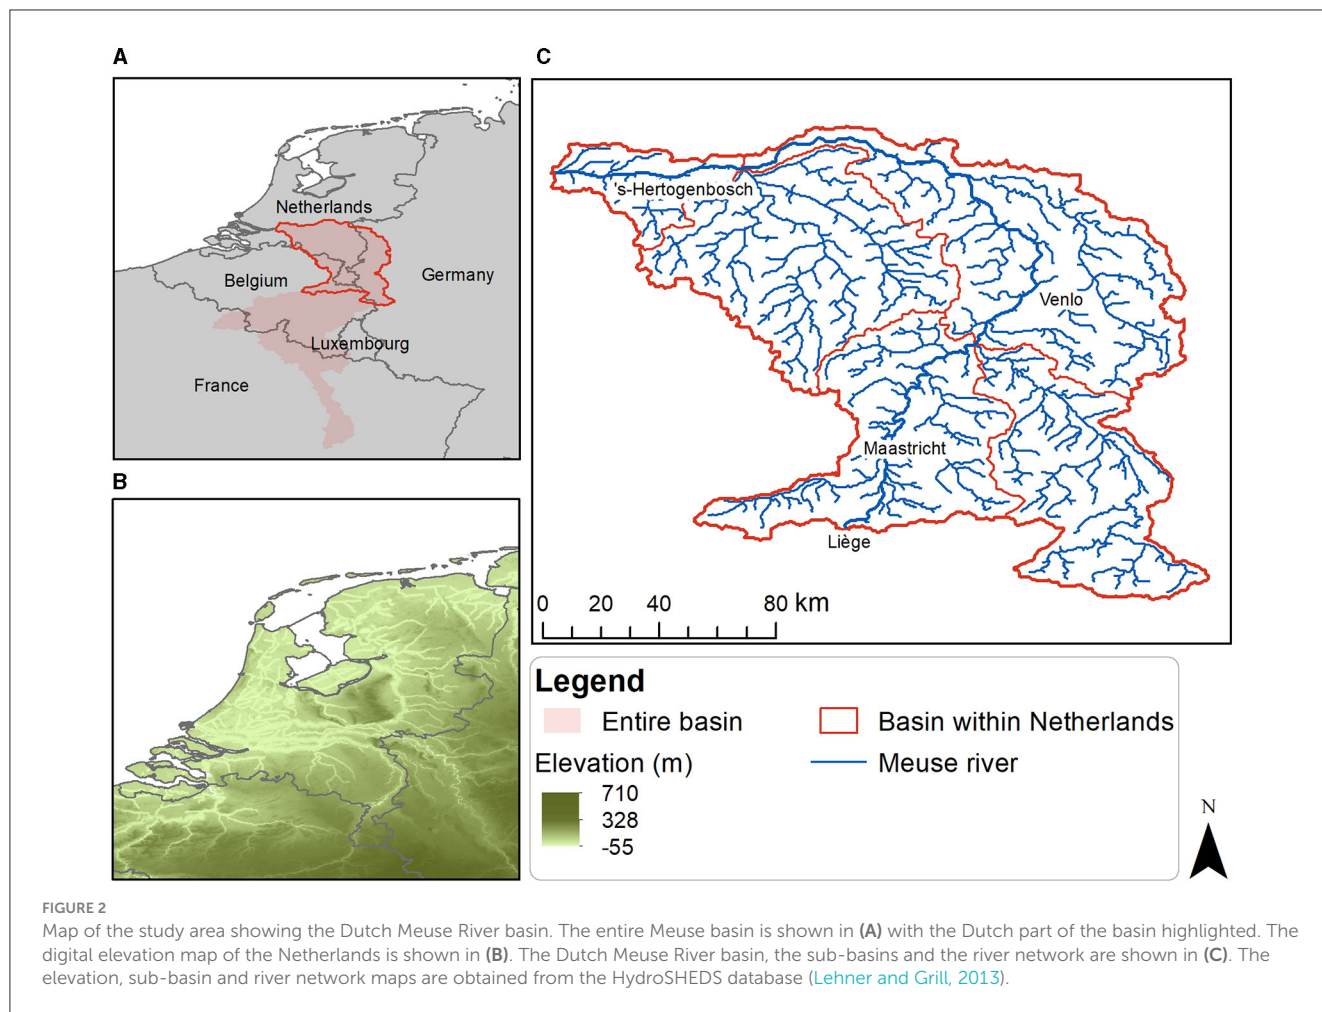 A
Netherlands
Belgium
Germany
Luxembourg
France
B
C
's-Hertogenbosch
Venlo
Maastricht
Liège
0 20 40 80 km
Legend
Entire basin
Basin within Netherlands
Elevation (m)
Meuse river
710
328
-55
N
FIGURE 2
Map of the study area showing the Dutch Meuse River basin. The entire Meuse basin is shown in (A) with the Dutch part of the basin highlighted. The
digital elevation map of the Netherlands is shown in (B). The Dutch Meuse River basin, the sub-basins and the river network are shown in (C). The
elevation, sub-basin and river network maps are obtained from the HydroSHEDS database (Lehner and Grill, 2013).